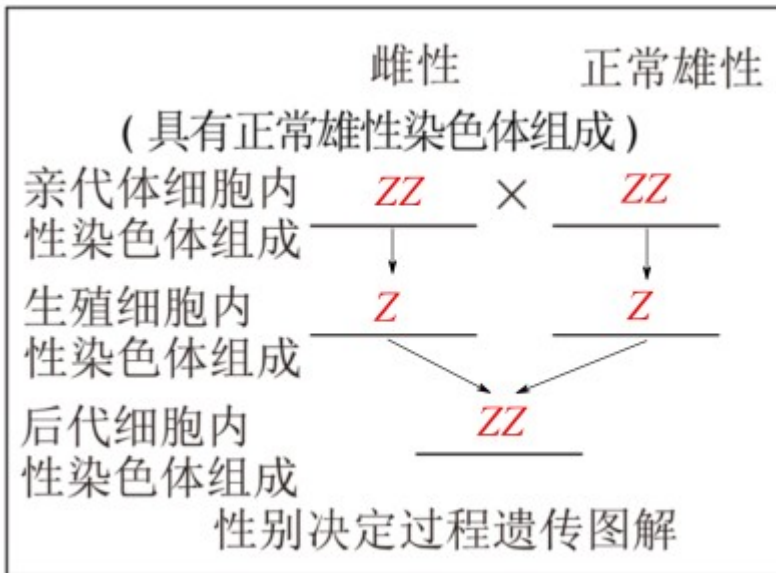 雌性 正常雄性
(具有正常雄性染色体组成)
亲代体细胞内 ZZ × ZZ
性染色体组成
生殖细胞内 Z Z
性染色体组成
后代细胞内 ZZ
性染色体组成
性别决定过程遗传图解